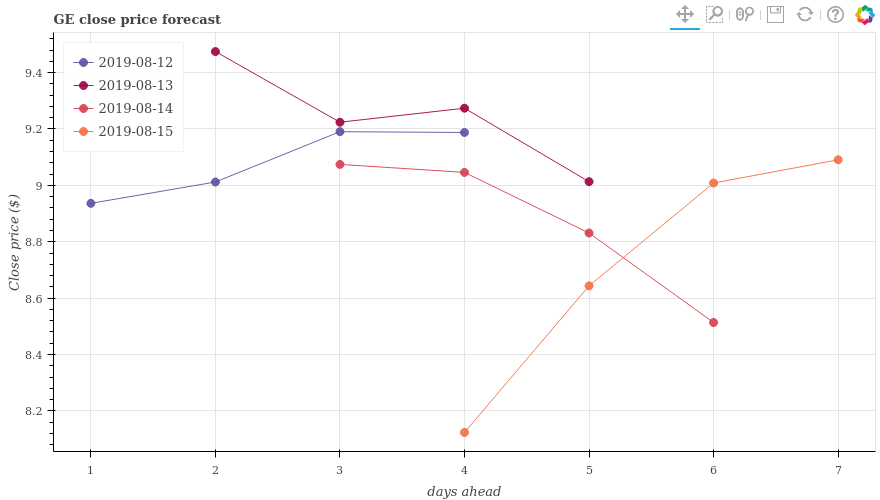 GE close price forecast
2019-08-12
2019-08-13
2019-08-14
2019-08-15
Close price ($)
9.4
9.2
9
8.8
8.6
8.4
8.2
1 2 3 4 5 6 7
days ahead